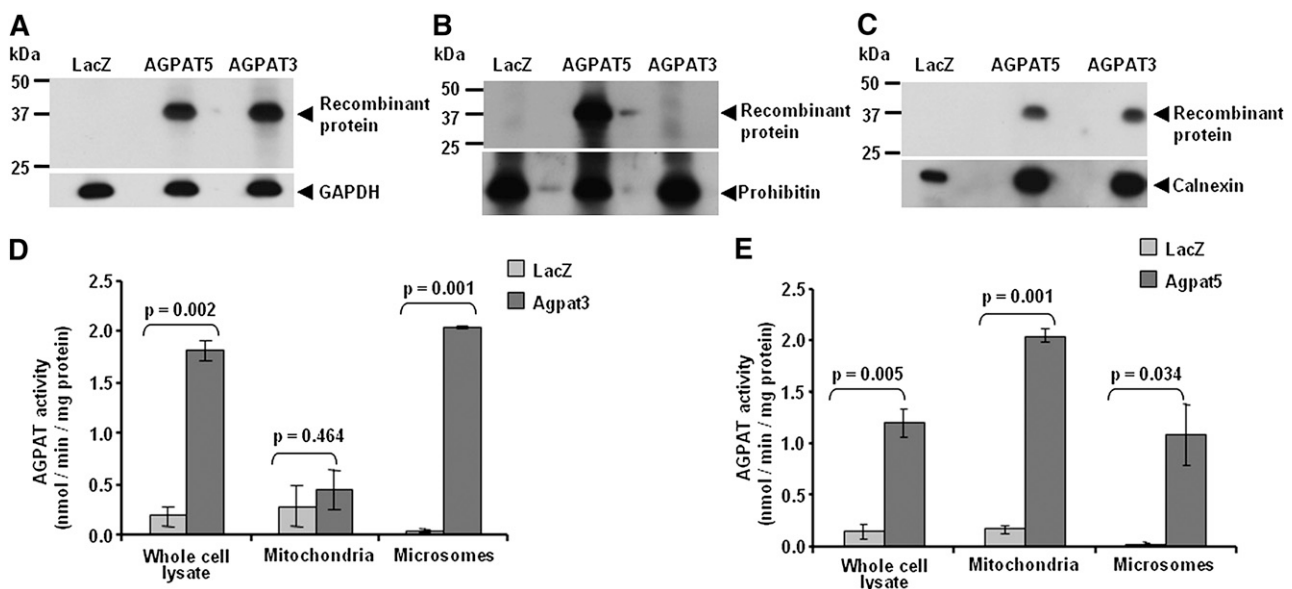 A
kDa
LacZ AGPAT5 AGPAT3
50
37
25
Recombinant
protein
GAPDH
B
kDa
LacZ AGPAT5 AGPAT3
50
37
25
Recombinant
protein
Prohibitin
C
kDa
LacZ AGPAT5 AGPAT3
50
37
25
Recombinant
protein
Calnexin
D
LacZ
Agpat3
AGPAT activity
(nmol / min / mg protein)
2.5
2.0
1.5
1.0
0.5
0.0
p = 0.002
p = 0.464
p = 0.001
Whole cell
lysate
Mitochondria
Microsomes
E
LacZ
Agpat5
AGPAT activity
(nmol / min / mg protein)
2.5
2.0
1.5
1.0
0.5
0.0
p = 0.005
p = 0.001
p = 0.034
Whole cell
lysate
Mitochondria
Microsomes